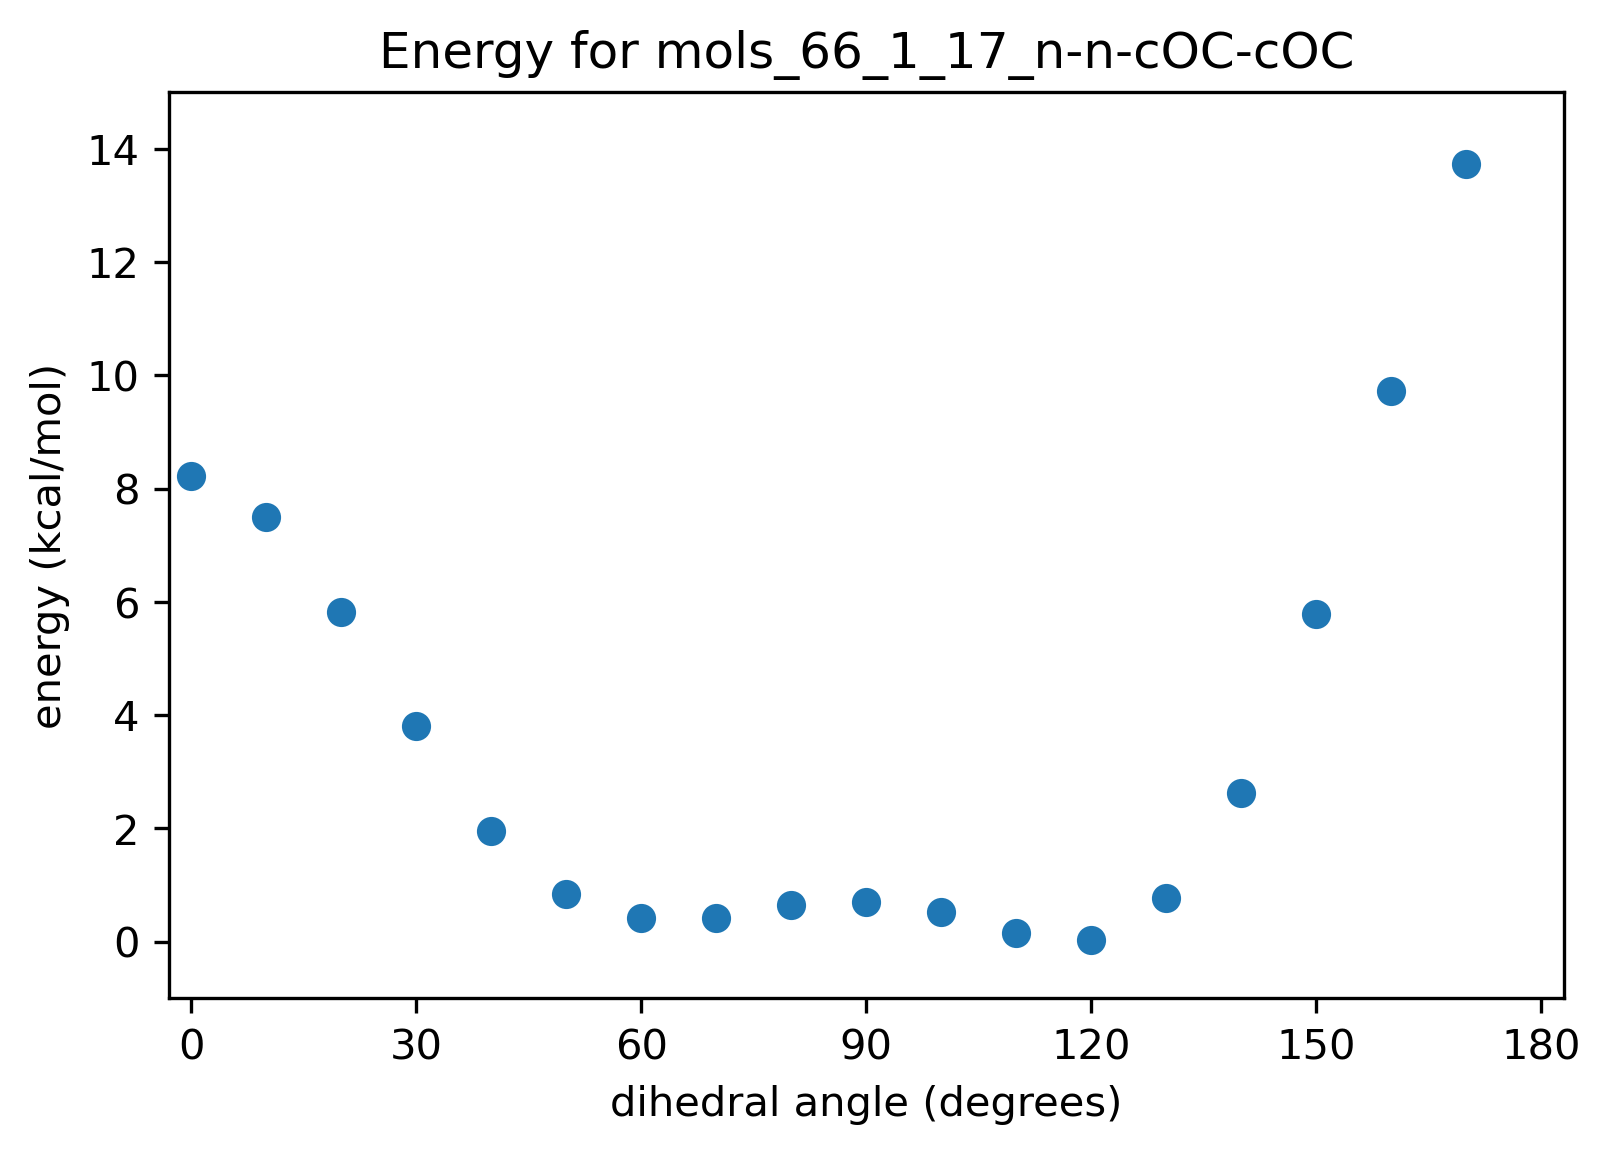 Energy for mols_66_1_17_n-n-cOC-cOC
14
12
10
8
6
4
2
0
energy (kcal/mol)
0 30 60 90 120 150 180
dihedral angle (degrees)